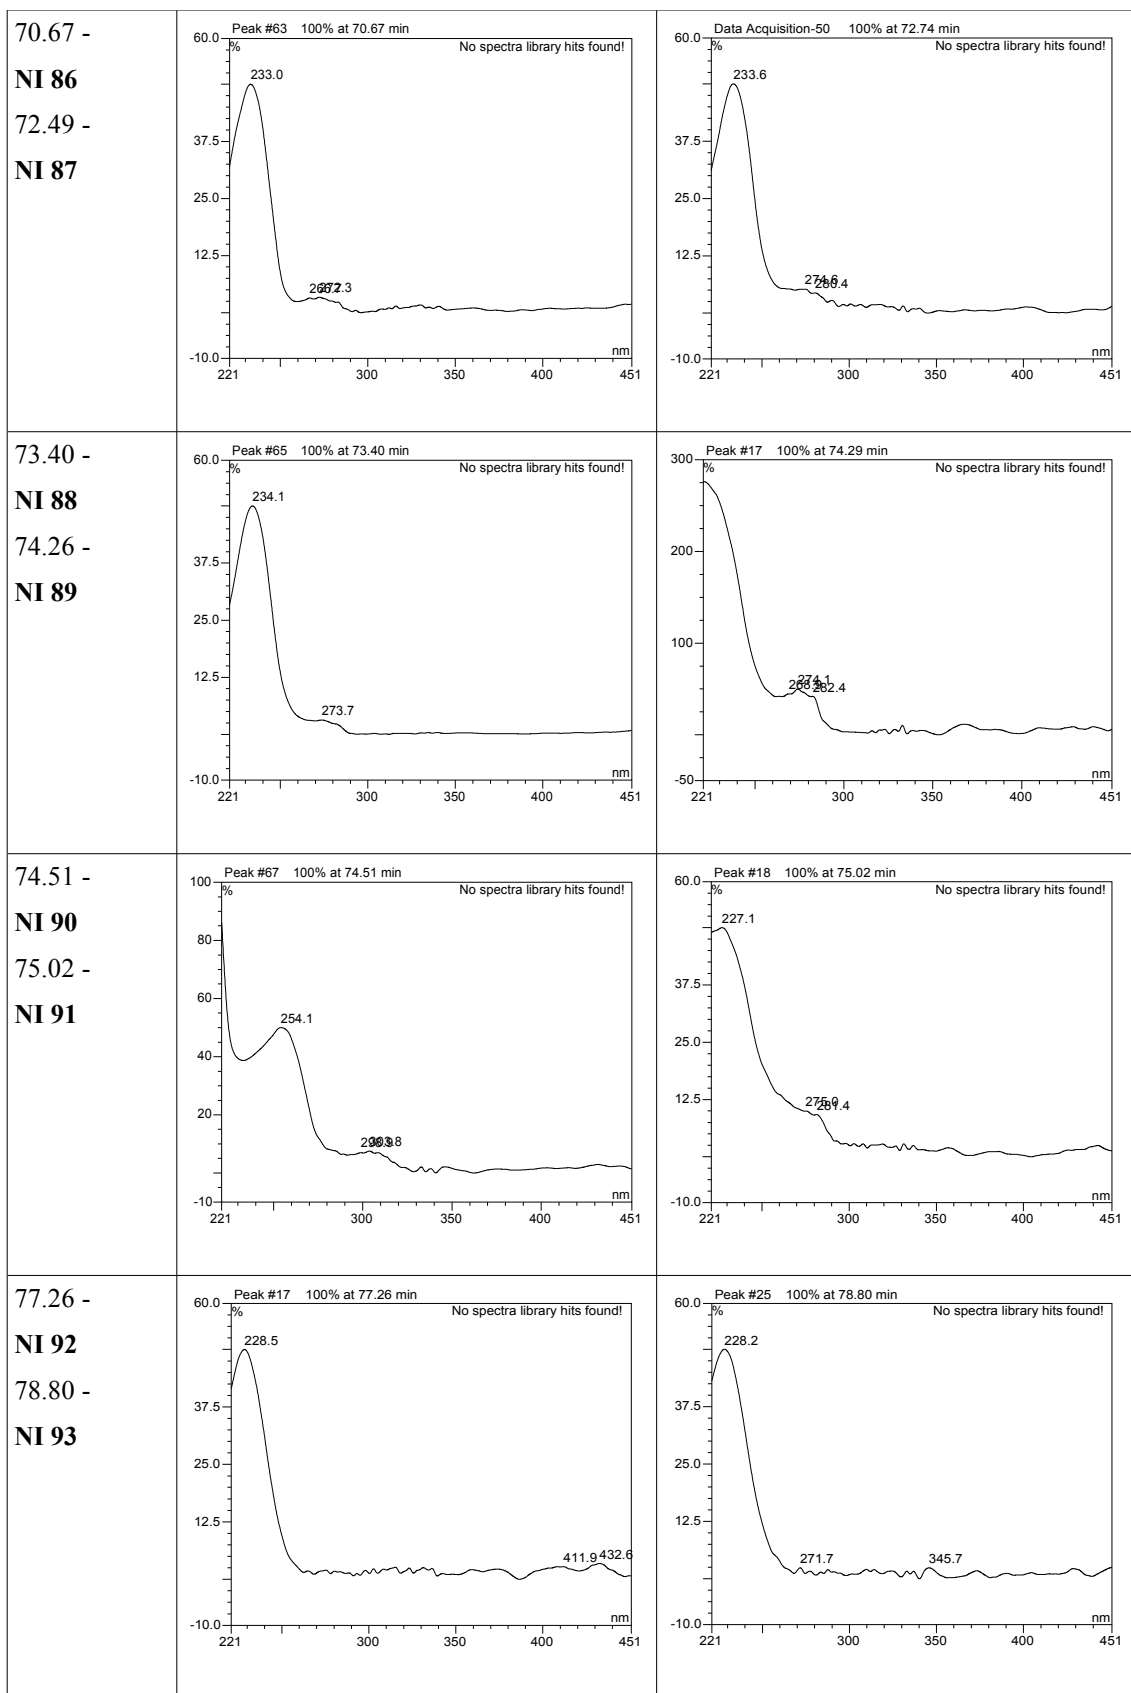 70.67 -
NI 86
72.49 -
NI 87
Peak #63 100% at 70.67 min
60.0
%
No spectra library hits found!
233.0
37.5
25.0
12.5
272.3
-10.0
nm
221 300 350 400 451
Data Acquisition-50 100% at 72.74 min
60.0
%
No spectra library hits found!
233.6
37.5
25.0
12.5
274.6
280.4
-10.0
nm
221 300 350 400 451
73.40 -
NI 88
74.26 -
NI 89
Peak #65 100% at 73.40 min
60.0
%
No spectra library hits found!
234.1
37.5
25.0
12.5
273.7
-10.0
nm
221 300 350 400 451
Peak #17 100% at 74.29 min
300
%
No spectra library hits found!
200
100
274.1
268.9
282.4
-50
nm
221 300 350 400 451
74.51 -
NI 90
75.02 -
NI 91
Peak #67 100% at 74.51 min
100
%
No spectra library hits found!
80
60
254.1
40
20
298.9
303.8
-10
nm
221 300 350 400 451
Peak #18 100% at 75.02 min
60.0
%
No spectra library hits found!
227.1
37.5
25.0
12.5
275.0
281.4
-10.0
nm
221 300 350 400 451
77.26 -
NI 92
78.80 -
NI 93
Peak #17 100% at 77.26 min
60.0
%
No spectra library hits found!
228.5
37.5
25.0
12.5
411.9
432.6
-10.0
nm
221 300 350 400 451
Peak #25 100% at 78.80 min
60.0
%
No spectra library hits found!
228.2
37.5
25.0
12.5
271.7
345.7
-10.0
nm
221 300 350 400 451